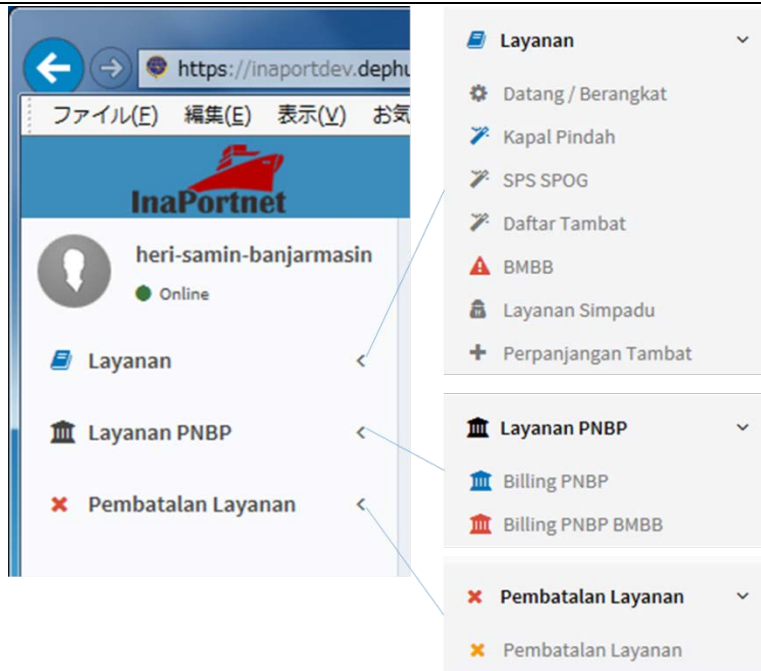 https://inaportdev.dephu
ファイル(F) 編集(E) 表示(V) お気
InaPortnet
heri-samin-banjarmasin
Online
Layanan
Layanan PNBP
Pembatalan Layanan
Layanan
Datang / Berangkat
Kapal Pindah
SPS SPOG
Daftar Tambat
BMBB
Layanan Simpadu
Perpanjangan Tambat
Layanan PNBP
Billing PNBP
Billing PNBP BMBB
Pembatalan Layanan
Pembatalan Layanan